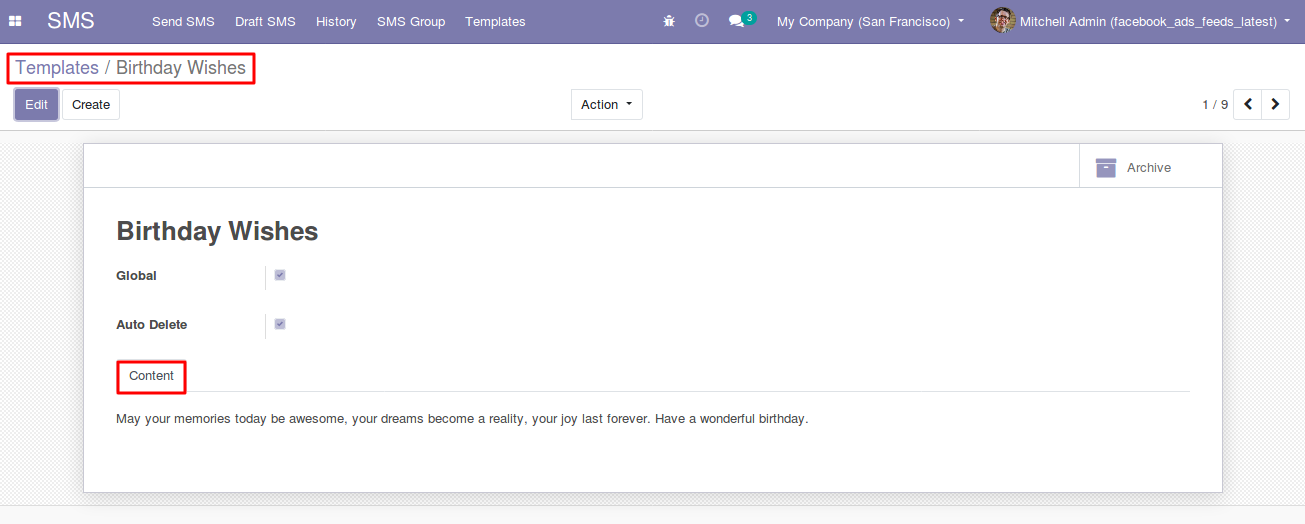 SMS Send SMS Draft SMS History SMS Group Templates 3 My Company (San Francisco) Mitchell Admin (facebook_ads_feeds_latest)
Templates / Birthday Wishes
Edit Create Action 1 / 9
Archive
Birthday Wishes
Global
Auto Delete
Content
May your memories today be awesome, your dreams become a reality, your joy last forever. Have a wonderful birthday.